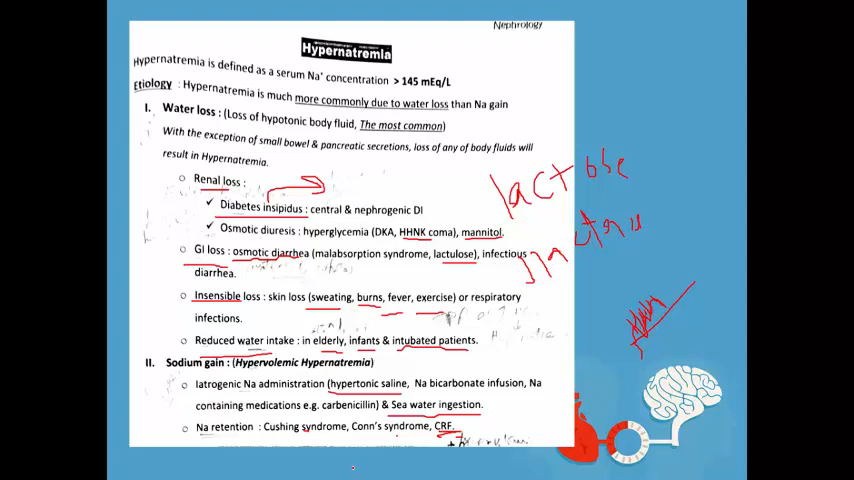 Nephrology
Hypernatremia
Hypernatremia is defined as a serum Na⁺ concentration > 145 mEq/L
Etiology : Hypernatremia is much more commonly due to water loss than Na gain
I. Water loss : (Loss of hypotonic body fluid, The most common)
With the exception of small bowel & pancreatic secretions, loss of any of body fluids will
result in Hypernatremia.
○ Renal loss :
✓ Diabetes insipidus : central & nephrogenic DI
✓ Osmotic diuresis : hyperglycemia (DKA, HHNK coma), mannitol.
○ GI loss : osmotic diarrhea (malabsorption syndrome, lactulose), infectious
diarrhea.
○ Insensible loss : skin loss (sweating, burns, fever, exercise) or respiratory
infections.
○ Reduced water intake : in elderly, infants & intubated patients.
II. Sodium gain : (Hypervolemic Hypernatremia)
○ Iatrogenic Na administration (hypertonic saline, Na bicarbonate infusion, Na
containing medications e.g. carbenicillin) & Sea water ingestion.
○ Na retention : Cushing syndrome, Conn's syndrome, CRF.